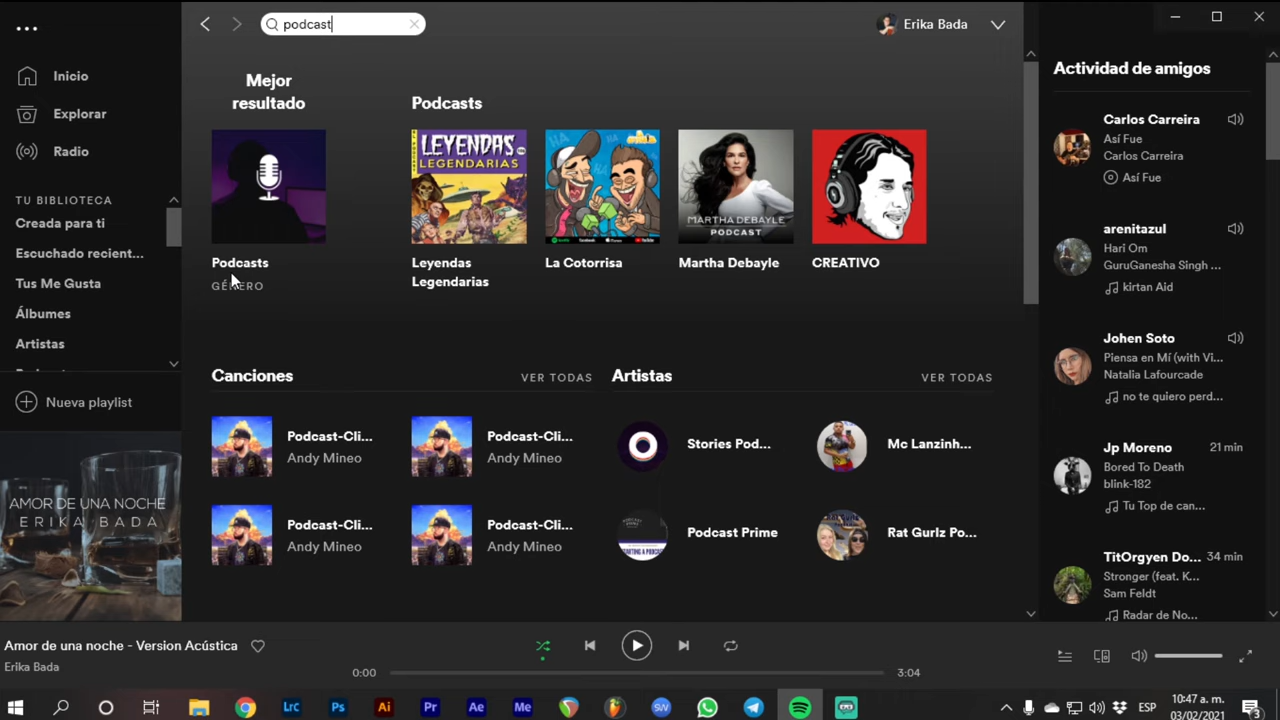 podcast
Erika Bada
Inicio
Explorar
Radio
TU BIBLIOTECA
Creada para ti
Escuchado recient...
Tus Me Gusta
Álbumes
Artistas
Nueva playlist
AMOR DE UNA NOCHE
ERIKA BADA
Mejor
resultado
Podcasts
GÉNERO
Podcasts
LEYENDAS
LEGENDARIAS
MARTHA DEBAYLE
PODCAST
Leyendas
Legendarias
La Cotorrisa
Martha Debayle
CREATIVO
Canciones
VER TODAS
Podcast-Cli...
Andy Mineo
Podcast-Cli...
Andy Mineo
Podcast-Cli...
Andy Mineo
Podcast-Cli...
Andy Mineo
Artistas
VER TODAS
Stories Pod...
Mc Lanzinh...
Podcast Prime
Rat Gurlz Po...
Actividad de amigos
Carlos Carreira
Así Fue
Carlos Carreira
Así Fue
arenitazul
Hari Om
GuruGanesha Singh ...
kirtan Aid
Johen Soto
Piensa en Mí (with Vi...
Natalia Lafourcade
no te quiero perd...
Jp Moreno
21 min
Bored To Death
blink-182
Tu Top de can...
TitOrgyen Do...
34 min
Stronger (feat. K...
Sam Feldt
Radar de No...
Amor de una noche - Version Acústica
Erika Bada
0:00
3:04
Lrc
Ps
Ai
Pr
Ae
Me
ESP
10:47 a. m.
03/02/2021
3